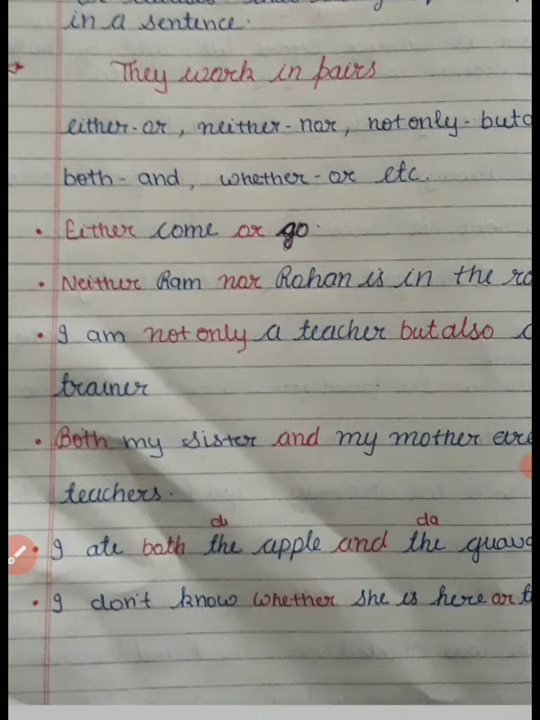 in a sentence.
They work in pairs
either-or, neither-nor, not only-but
both-and, whether-or etc.
Either come or go.
Neither Ram nor Rohan is in the
I am not only a teacher but also
trainer
Both my sister and my mother are
teachers.
di da
I ate both the apple and the
I don't know whether she is here or